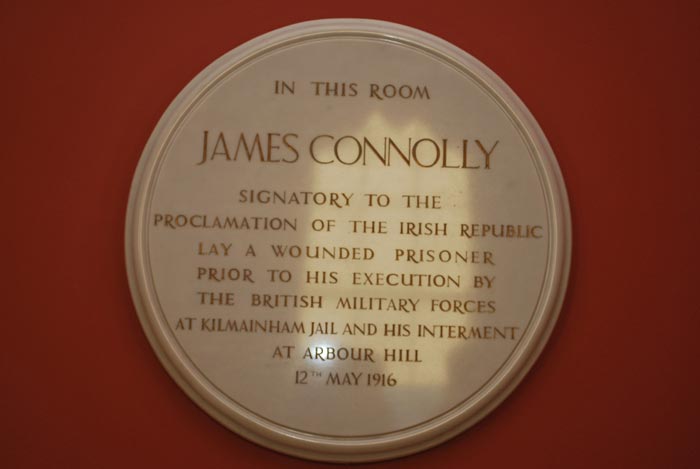 IN THIS ROOM
JAMES CONNOLLY
SIGNATORY TO THE
PROCLAMATION OF THE IRISH REPUBLIC
LAY A WOUNDED PRISONER
PRIOR TO HIS EXECUTION BY
THE BRITISH MILITARY FORCES
AT KILMAINHAM JAIL AND HIS INTERMENT
AT ARBOUR HILL
12TH MAY 1916